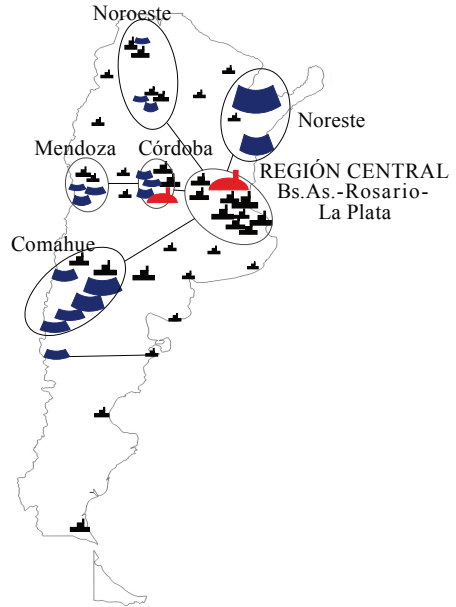 Noroeste
Noreste
Mendoza
Córdoba
REGIÓN CENTRAL
Bs.As.-Rosario-
La Plata
Comahue